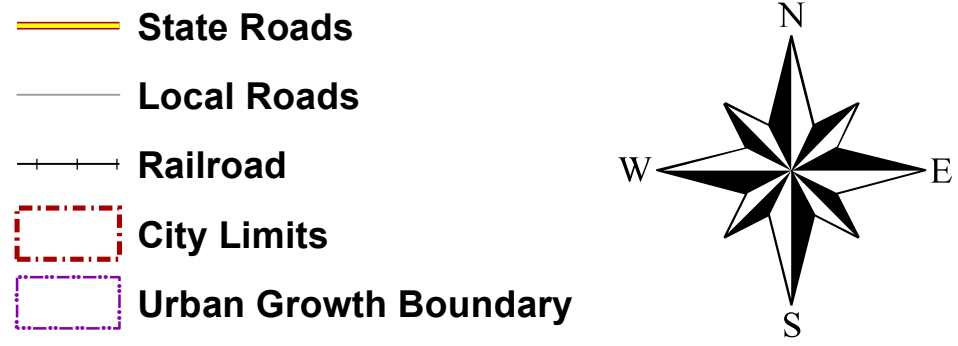 State Roads
Local Roads
Railroad
City Limits
Urban Growth Boundary
N
W
E
S